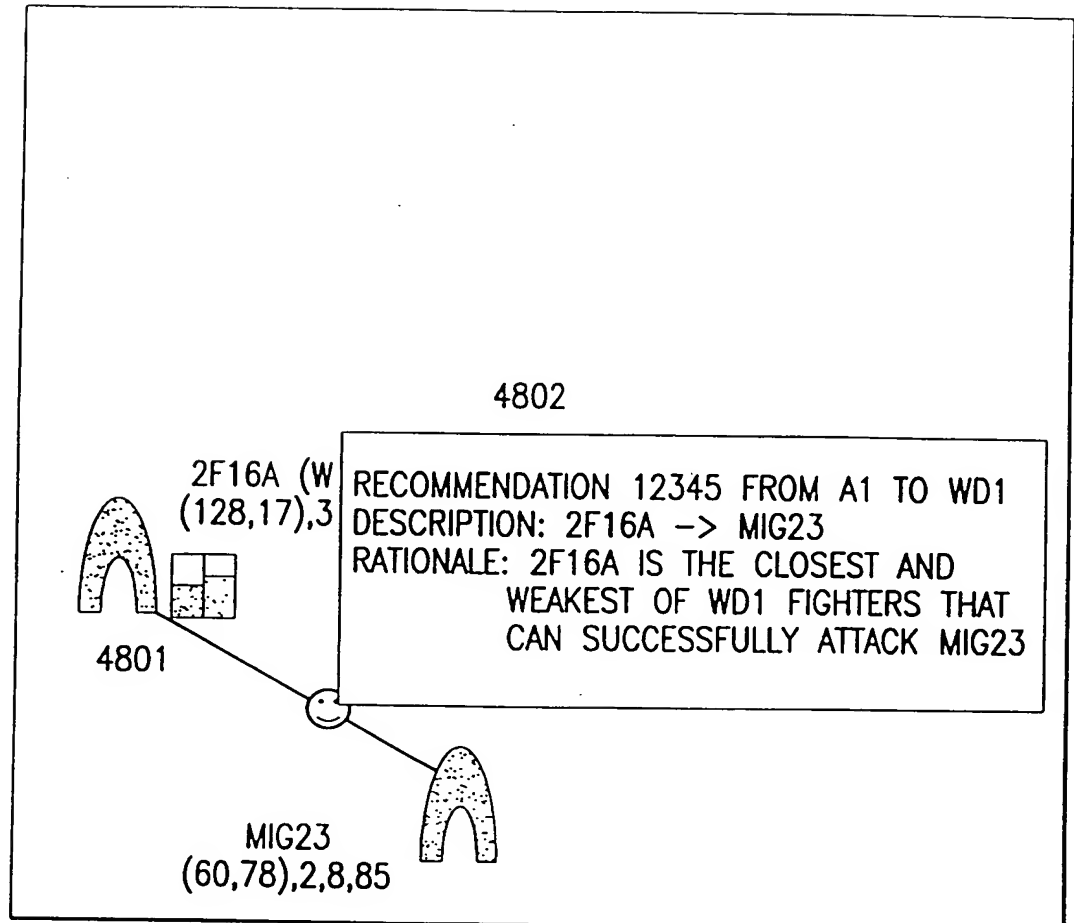 4802
2F16A (W
(128,17),3
RECOMMENDATION 12345 FROM A1 TO WD1
DESCRIPTION: 2F16A -> MIG23
RATIONALE: 2F16A IS THE CLOSEST AND
WEAKEST OF WD1 FIGHTERS THAT
CAN SUCCESSFULLY ATTACK MIG23
4801
MIG23
(60,78),2,8,85